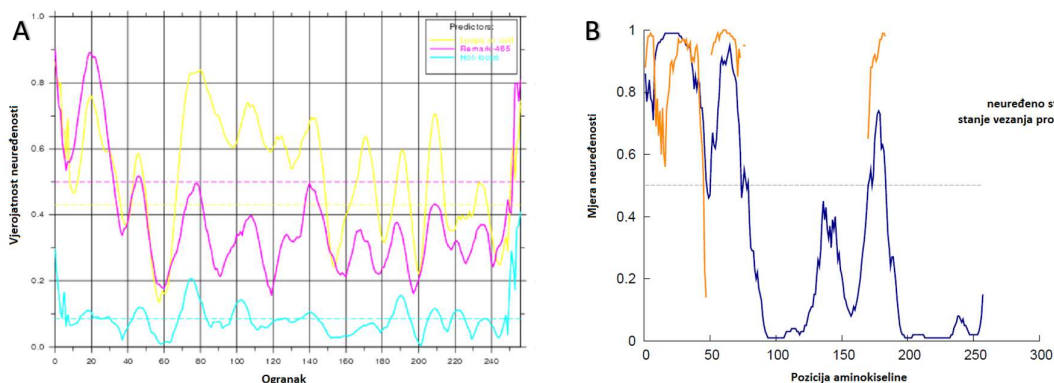 A
Vjerojatnost neuređenosti
1.0
0.8
0.6
0.4
0.2
0.0
Predictors:
Remark-465
0 20 40 60 80 100 120 140 160 180 200 220 240
Ogranak
B
Mjera neuređenosti
1
0.8
0.6
0.4
0.2
0
neuređeno st
stanje vezanja pro
0 50 100 150 200 250 300
Pozicija aminokiseline